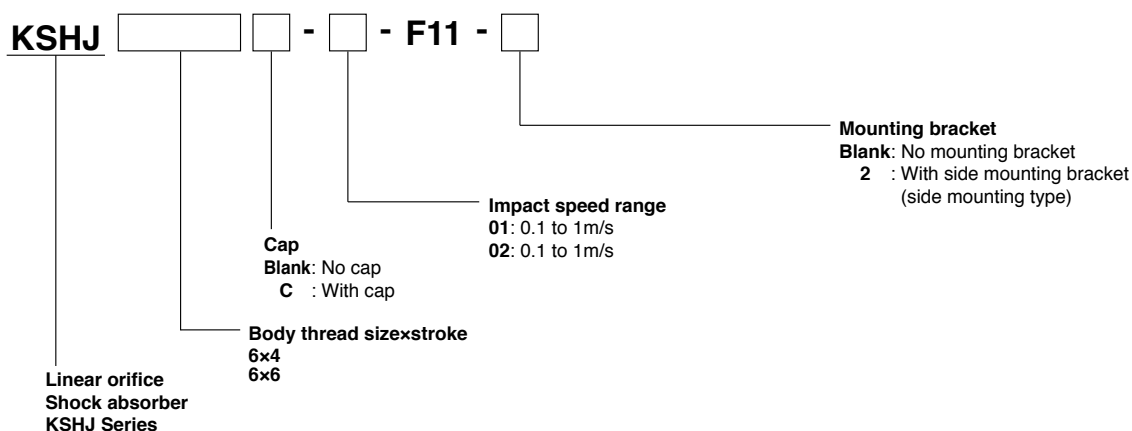 KSHJ - - F11 -
Mounting bracket
Blank: No mounting bracket
2 : With side mounting bracket
(side mounting type)
Impact speed range
01: 0.1 to 1m/s
02: 0.1 to 1m/s
Cap
Blank: No cap
C : With cap
Body thread size×stroke
6×4
6×6
Linear orifice
Shock absorber
KSHJ Series